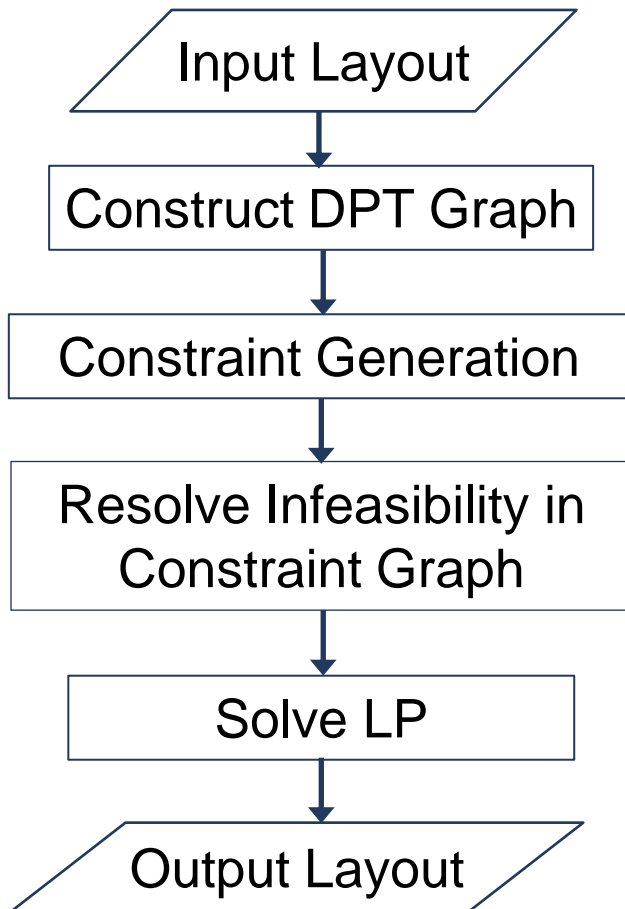 Input Layout
Construct DPT Graph
Constraint Generation
Resolve Infeasibility in
Constraint Graph
Solve LP
Output Layout